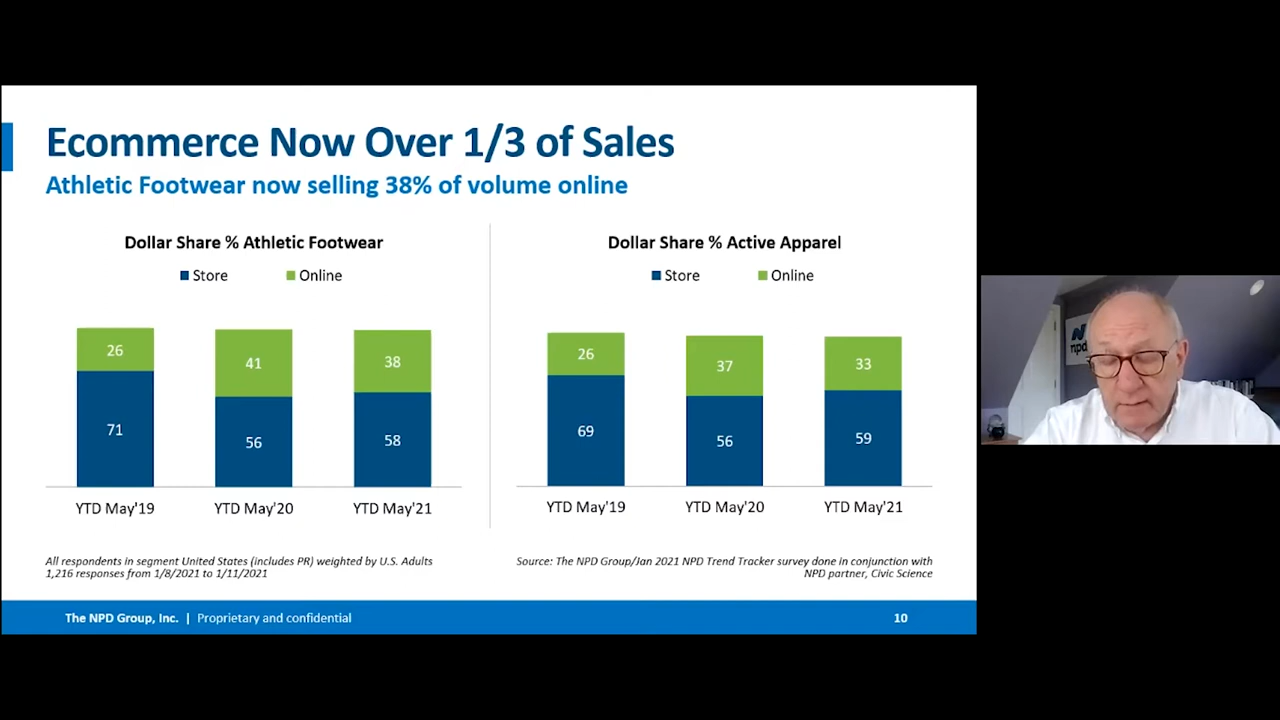 Ecommerce Now Over 1/3 of Sales
Athletic Footwear now selling 38% of volume online
Dollar Share % Athletic Footwear
Store Online
26
71
41
56
38
58
YTD May'19 YTD May'20 YTD May'21
Dollar Share % Active Apparel
Store Online
26
69
37
56
33
59
YTD May'19 YTD May'20 YTD May'21
All respondents in segment United States (includes PR) weighted by U.S. Adults
1,216 responses from 1/8/2021 to 1/11/2021
Source: The NPD Group/Jan 2021 NPD Trend Tracker survey done in conjunction with
NPD partner, Civic Science
The NPD Group, Inc. | Proprietary and confidential 10
npd